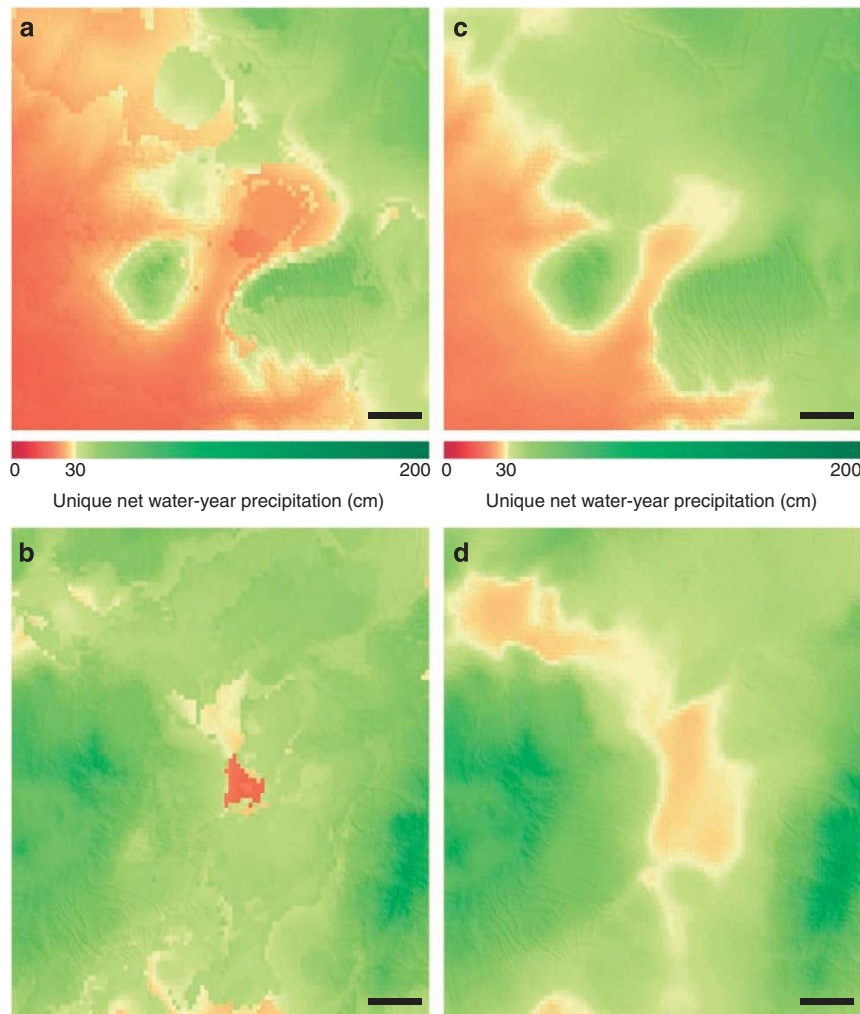 a
c
0 30 200
0 30 200
Unique net water-year precipitation (cm)
Unique net water-year precipitation (cm)
b
d